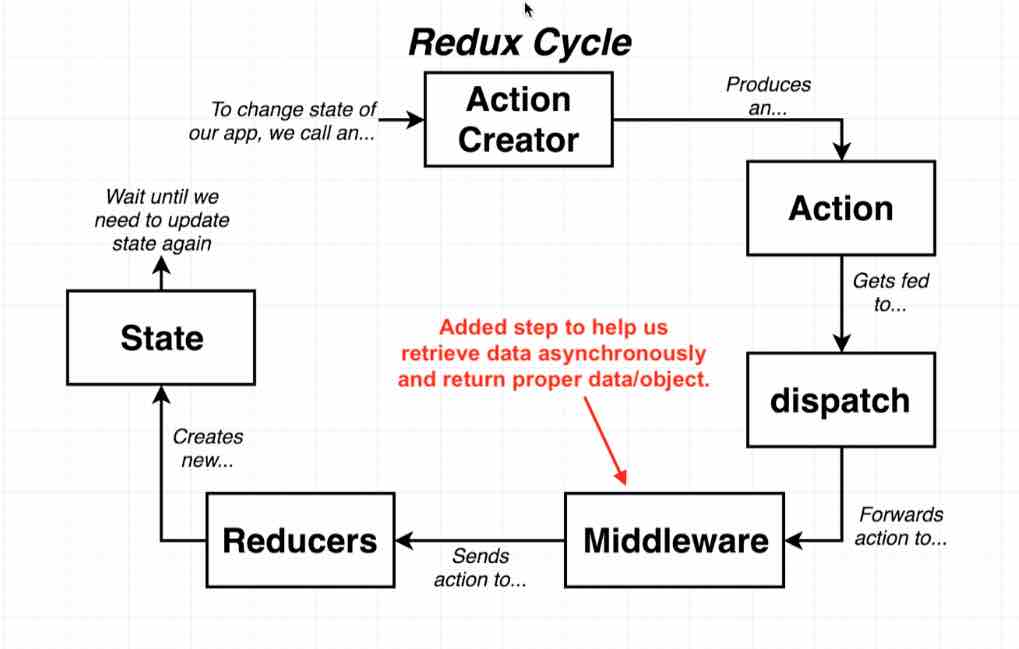 Redux Cycle
To change state of
our app, we call an...
Action
Creator
Produces
an...
Action
Gets fed
to...
dispatch
Forwards
action to...
Added step to help us
retrieve data asynchronously
and return proper data/object.
Middleware
Sends
action to...
Reducers
Creates
new...
State
Wait until we
need to update
state again